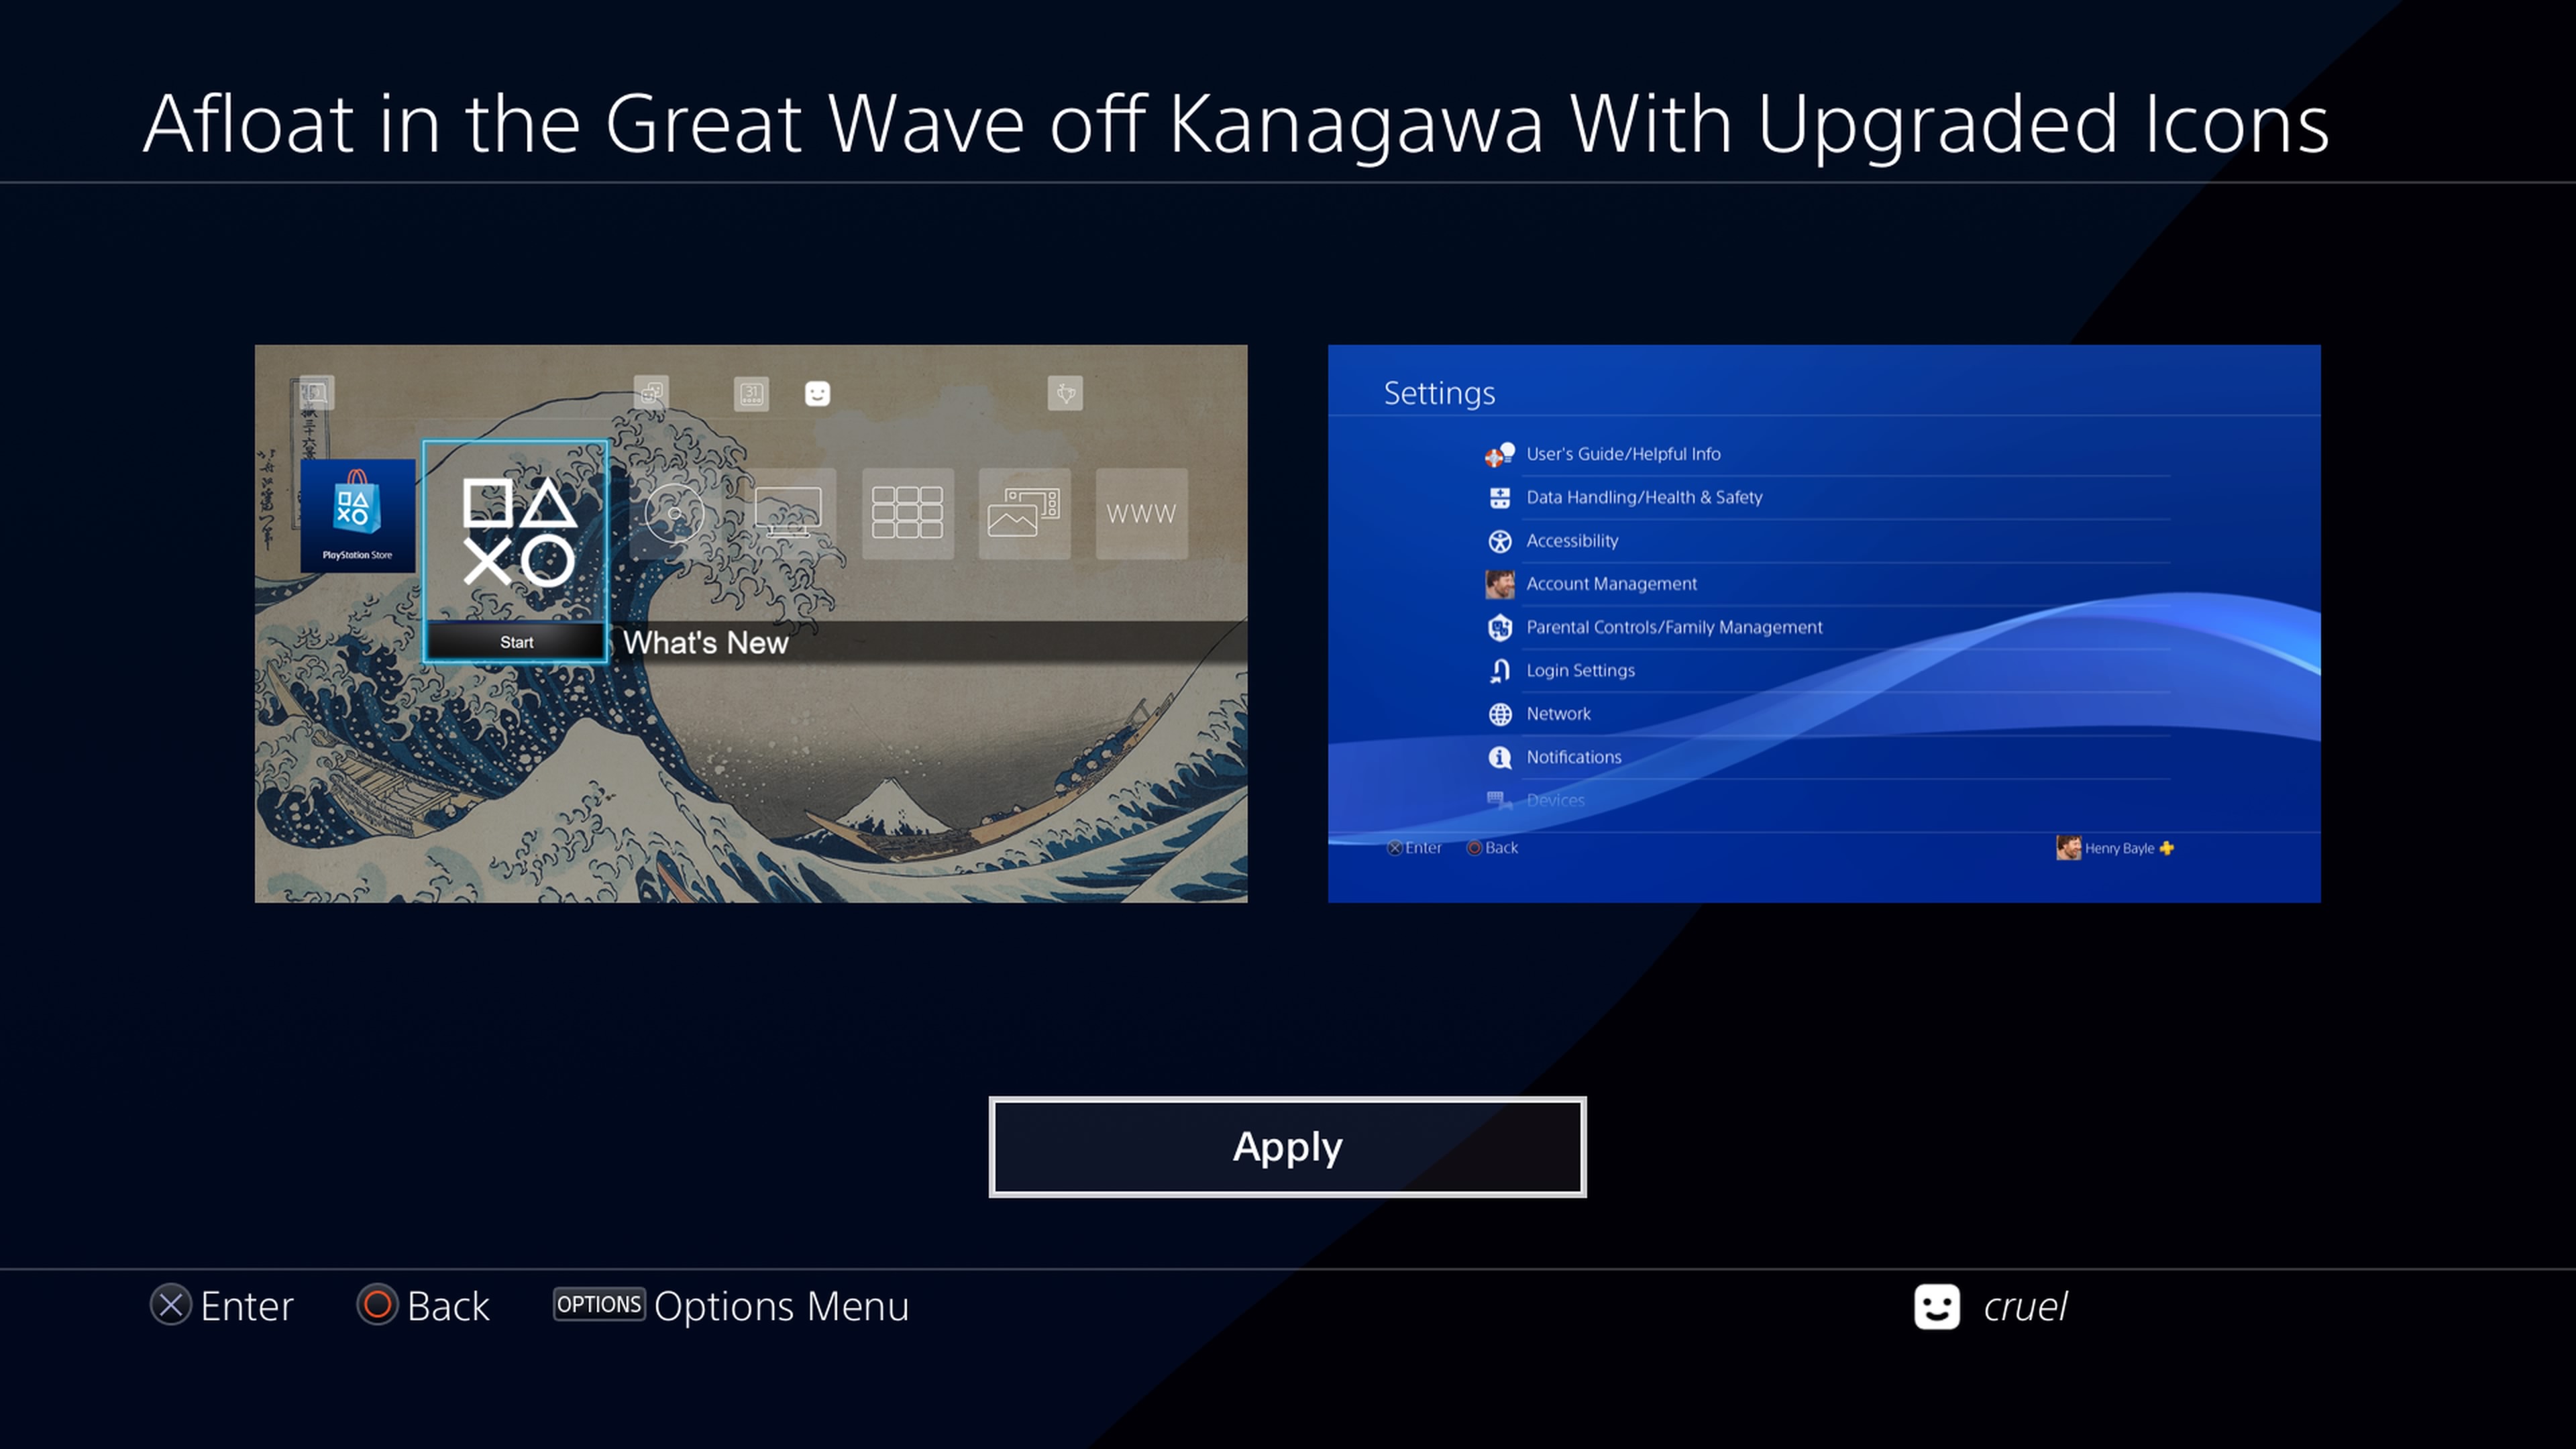 Afloat in the Great Wave off Kanagawa With Upgraded Icons
31
PlayStation Store
WWW
Start
What's New
Settings
User's Guide/Helpful Info
Data Handling/Health & Safety
Accessibility
Account Management
Parental Controls/Family Management
Login Settings
Network
Notifications
Devices
Enter
Back
Henry Bayle
Apply
Enter
Back
OPTIONS Options Menu
cruel